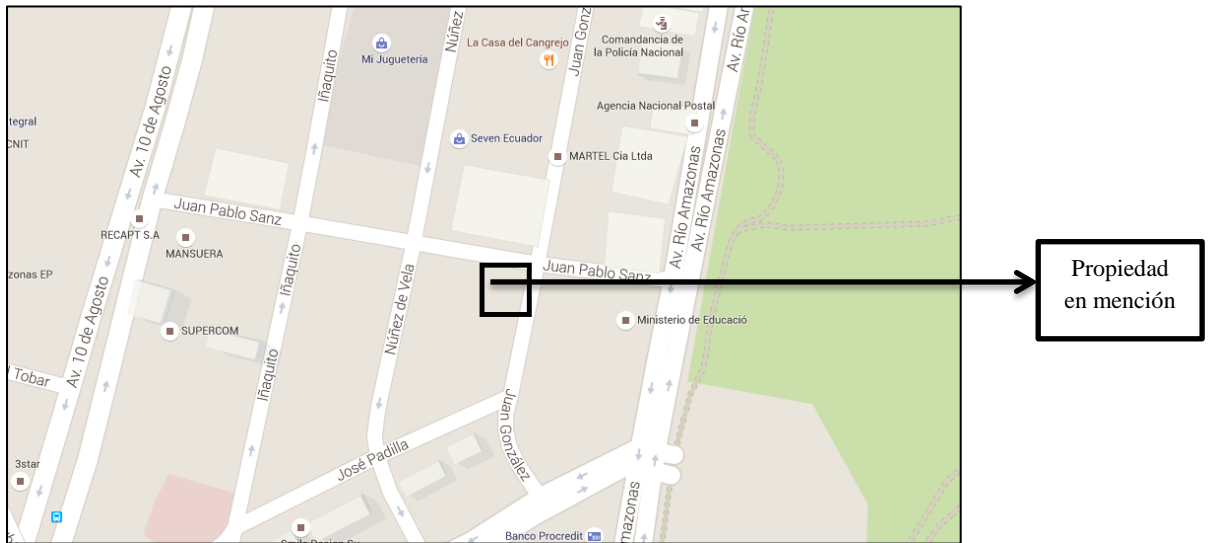 Núñez
Juan Gonz
La Casa del Cangrejo
Comandancia de
la Policía Nacional
Av. Río Am
Mi Juguetería
Iñaquito
Av. 10 de Agosto
Agencia Nacional Postal
tegral
CNIT
Seven Ecuador
MARTEL Cia Ltda
Av. Río Amazonas
Av. Río Amazonas
Juan Pablo Sanz
RECAPT S.A
MANSUERA
Iñaquito
Núñez de Vela
Juan Pablo Sanz
zonas EP
Propiedad
en mención
Ministerio de Educació
SUPERCOM
Av. 10 de Agosto
Tobar
Iñaquito
Juan González
José Padilla
3star
Banco Procredit
amazonas